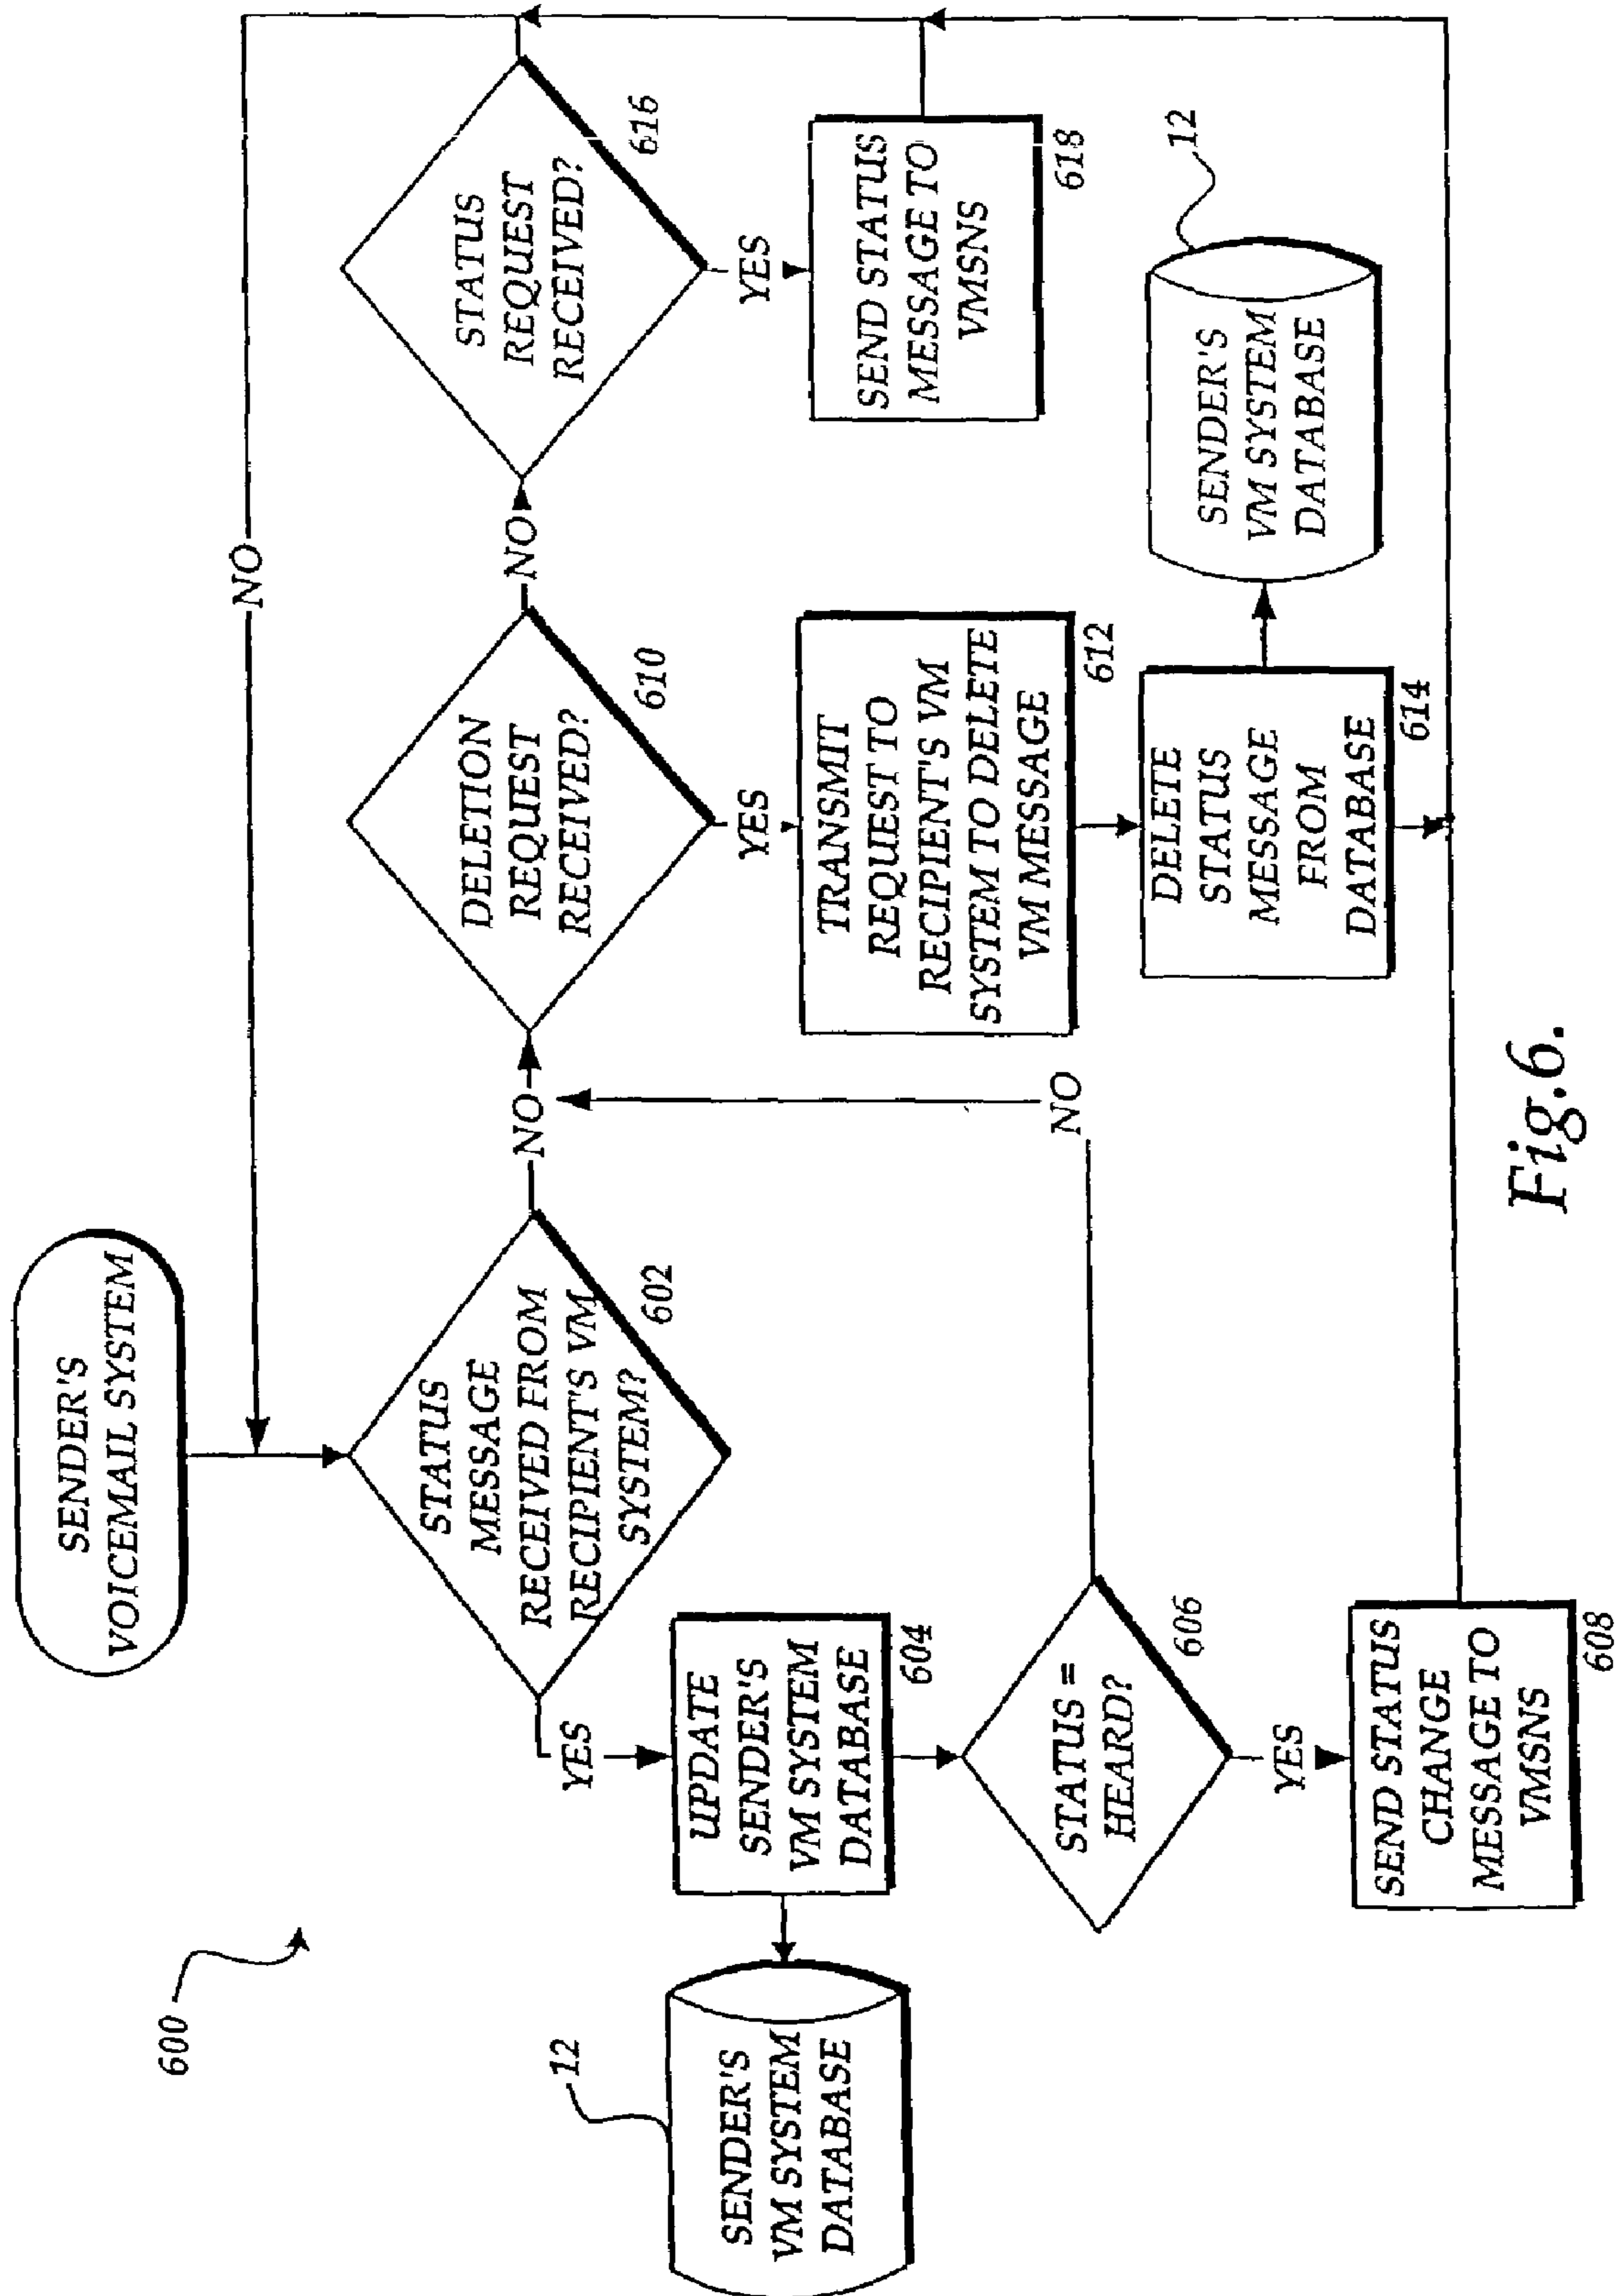 600
SENDER'S
VOICEMAIL SYSTEM
NO
STATUS
MESSAGE
RECEIVED FROM
RECIPIENT'S VM
SYSTEM?
602
NO
YES
12
SENDER'S
VM SYSTEM
DATABASE
UPDATE
SENDER'S
VM SYSTEM
DATABASE
604
STATUS =
HEARD?
606
NO
YES
SEND STATUS
CHANGE
MESSAGE TO
VMSNS
608
DELETION
REQUEST
RECEIVED?
610
NO
YES
TRANSMIT
REQUEST TO
RECIPIENT'S VM
SYSTEM TO DELETE
VM MESSAGE
612
DELETE
STATUS
MESSAGE
FROM
DATABASE
614
SENDER'S
VM SYSTEM
DATABASE
12
STATUS
REQUEST
RECEIVED?
616
YES
SEND STATUS
MESSAGE TO
VMSNS
618
Fig.6.